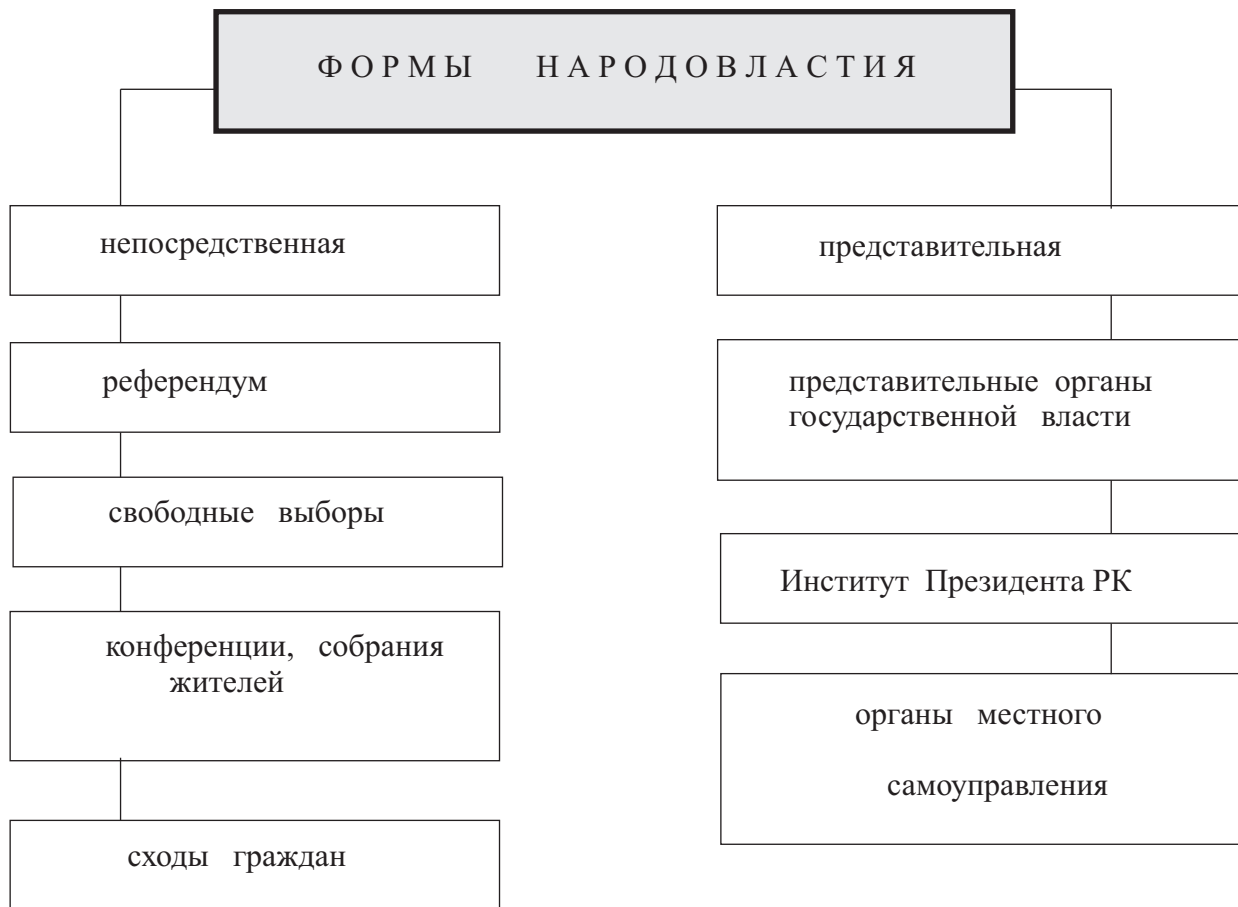 ФОРМЫ НАРОДОВЛАСТИЯ
непосредственная
референдум
свободные выборы
конференции, собрания
жителей
сходы граждан
представительная
представительные органы
государственной власти
Институт Президента РК
органы местного
самоуправления